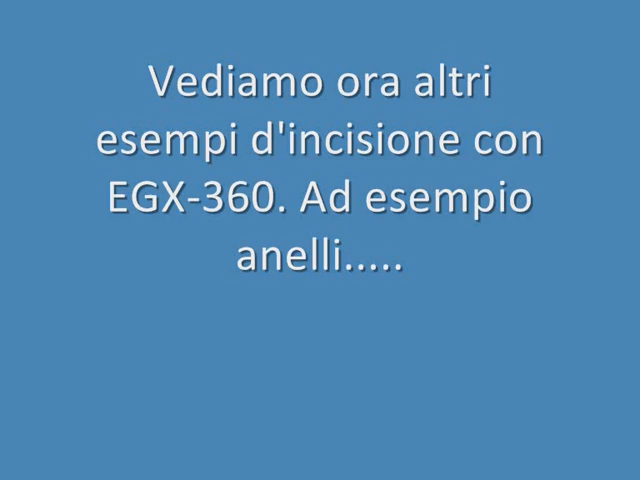 Vediamo ora altri
esempi d'incisione con
EGX-360. Ad esempio
anelli.....